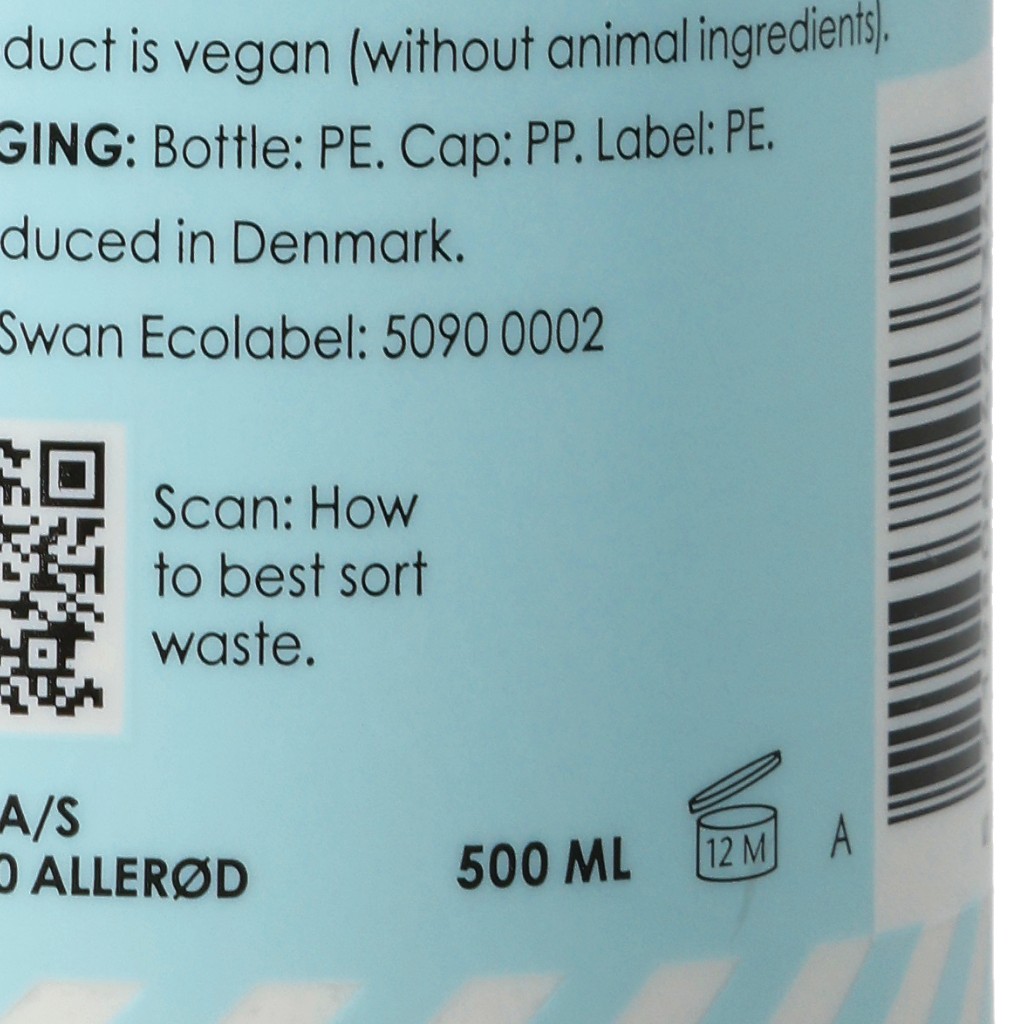 duct is vegan (without animal ingredients).
GING: Bottle: PE. Cap: PP. Label: PE.
duced in Denmark.
Swan Ecolabel: 5090 0002
Scan: How
to best sort
waste.
A/S
0 ALLERØD
500 ML
12 M
A